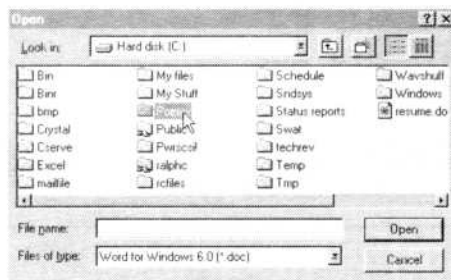 Open
Look in: Hard disk (C:)
Bin My files Schedule Wavshuff
Binr My Stuff Sndsys Windows
bmp Status reports resume.do
Crystal Public Swat
Cserve Pwrscsi! techrev
Excel ralphc Temp
mailfile rcfiles Tmp
File name: Open
Files of type: Word for Windows 6.0 (*.doc) Cancel